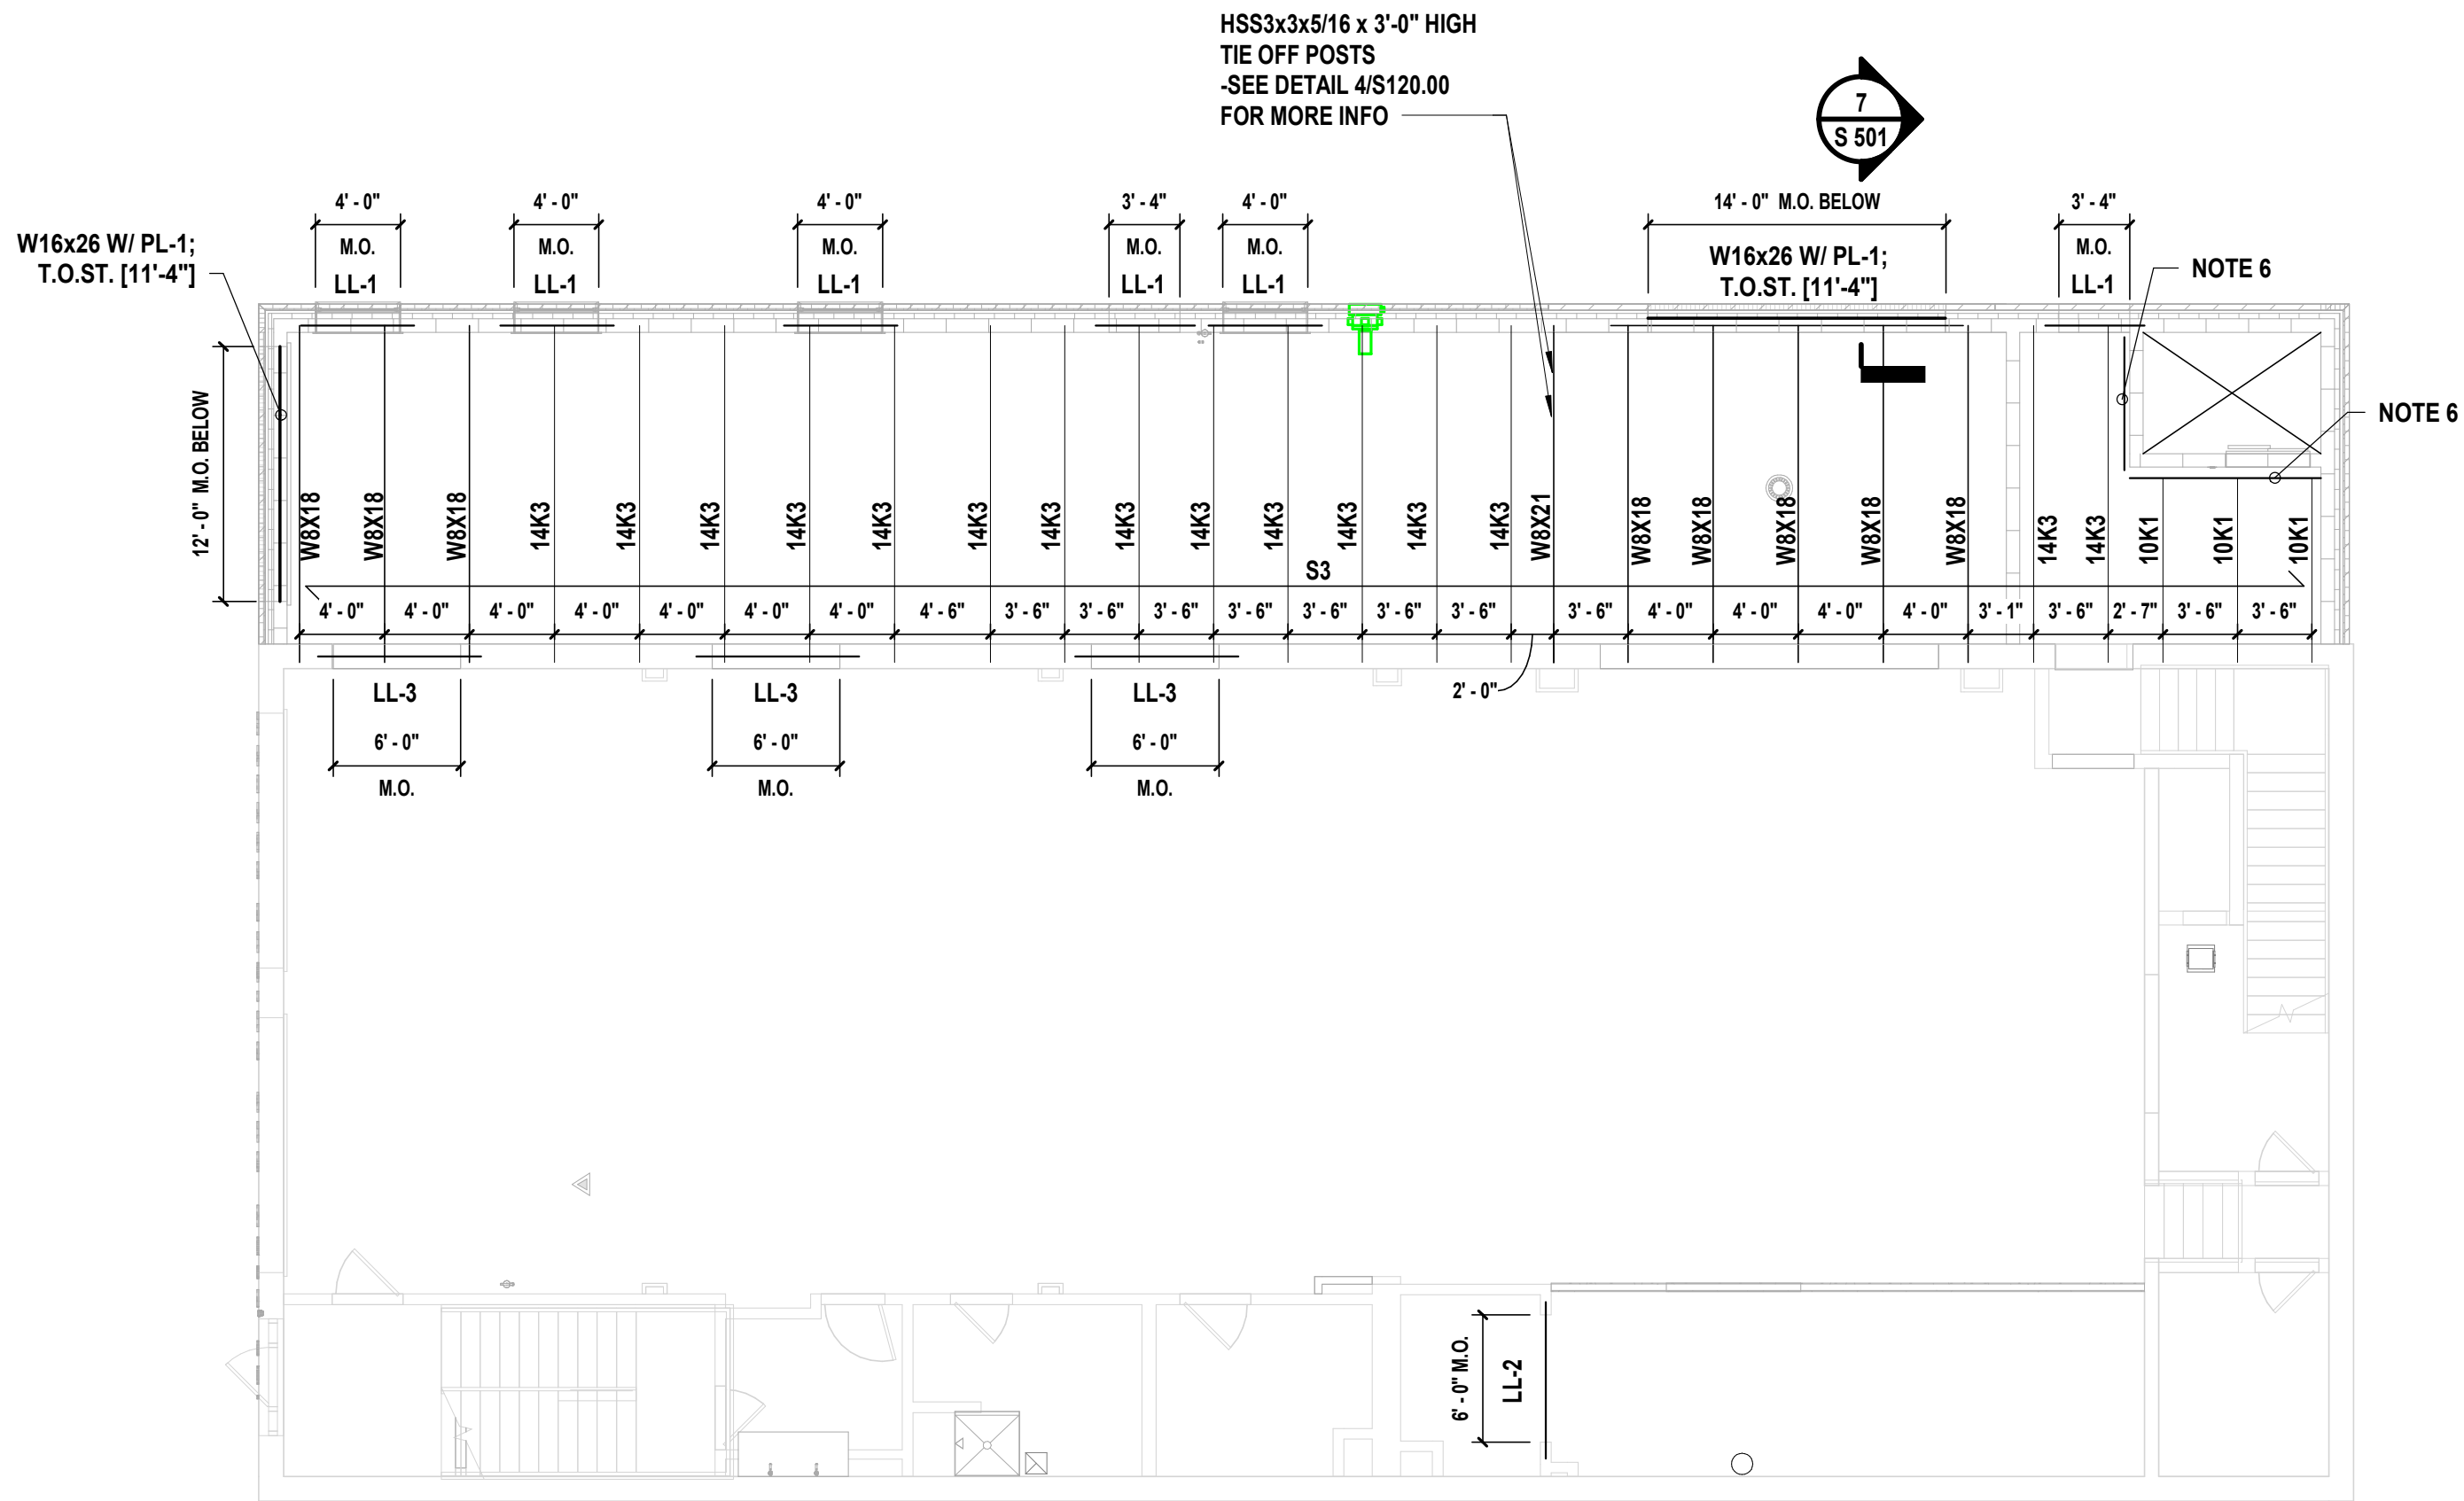 HSS3x3x5/16 x 3'-0" HIGH
TIE OFF POSTS
-SEE DETAIL 4/S120.00
FOR MORE INFO
7
S 501
4' - 0"
4' - 0"
4' - 0"
3' - 4"
4' - 0"
14' - 0" M.O. BELOW
3' - 4"
M.O.
M.O.
M.O.
M.O.
M.O.
M.O.
LL-1
LL-1
LL-1
LL-1
LL-1
LL-1
W16x26 W/ PL-1;
T.O.ST. [11'-4"]
W16x26 W/ PL-1;
T.O.ST. [11'-4"]
NOTE 6
NOTE 6
12' - 0" M.O. BELOW
W8X18
W8X18
W8X18
14K3
14K3
14K3
14K3
14K3
14K3
14K3
14K3
14K3
14K3
14K3
14K3
14K3
W8X21
W8X18
W8X18
W8X18
W8X18
W8X18
14K3
14K3
10K1
10K1
10K1
S3
4' - 0"
4' - 0"
4' - 0"
4' - 0"
4' - 0"
4' - 0"
4' - 0"
4' - 6"
3' - 6"
3' - 6"
3' - 6"
3' - 6"
3' - 6"
3' - 6"
3' - 6"
3' - 6"
4' - 0"
4' - 0"
4' - 0"
4' - 0"
3' - 1"
3' - 6"
2' - 7"
3' - 6"
3' - 6"
2' - 0"
LL-3
LL-3
LL-3
6' - 0"
6' - 0"
6' - 0"
M.O.
M.O.
M.O.
6' - 0" M.O.
LL-2